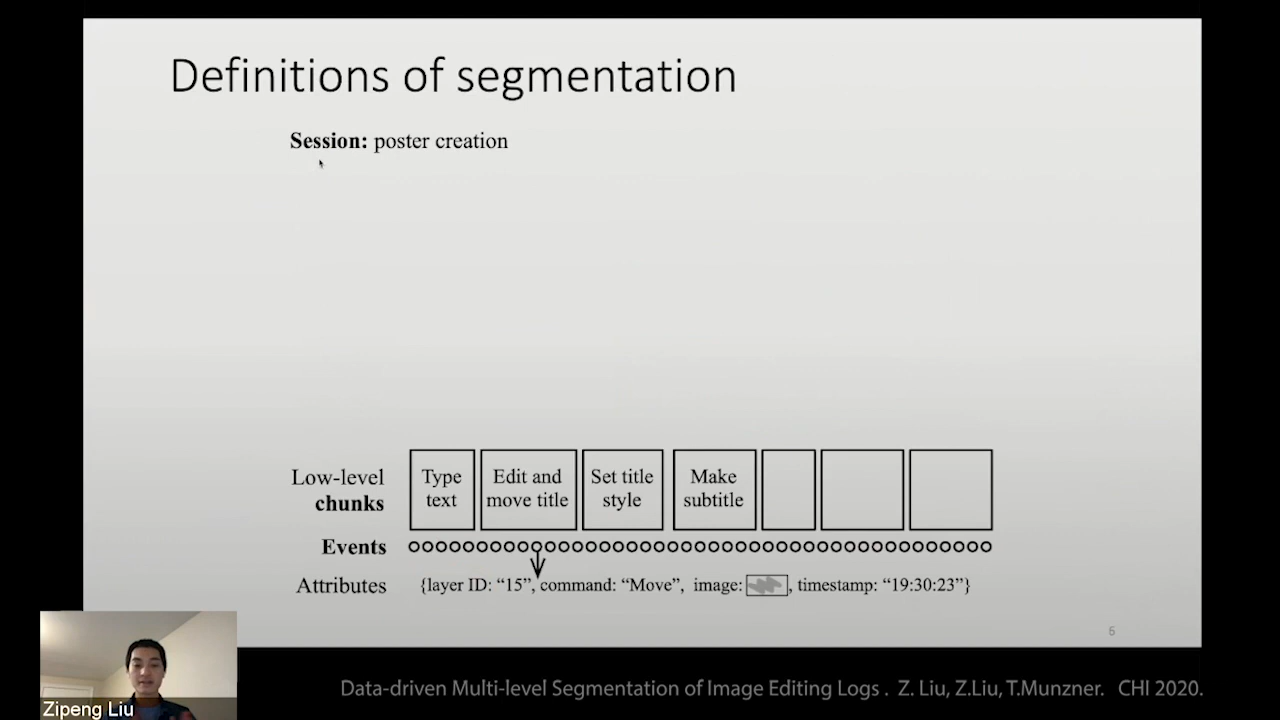 Definitions of segmentation
Session: poster creation
Low-level
chunks
Type
text
Edit and
move title
Set title
style
Make
subtitle
Events
Attributes
{layer ID: “15”, command: “Move”, image: , timestamp: “19:30:23”}
5
Zipeng Liu
Data-driven Multi-level Segmentation of Image Editing Logs . Z. Liu, Z.Liu, T.Munzner. CHI 2020.